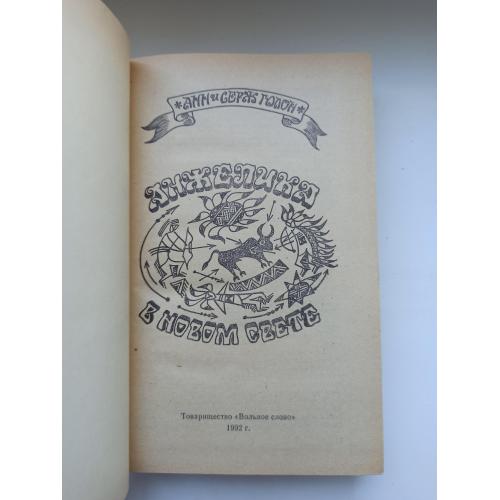 *АНН и СЕРЖ ГОЛОН*
АНЖЕЛИКА
В НОВОМ СВЕТЕ
Товарищество «Вольное слово»
1992 г.